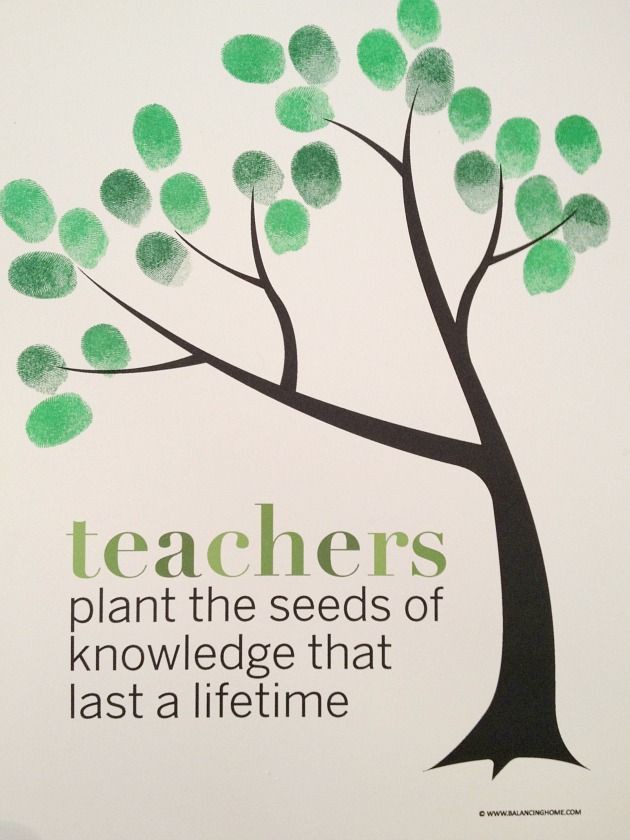 teachers
plant the seeds of
knowledge that
last a lifetime
© WWW.BALANCINGHOME.COM